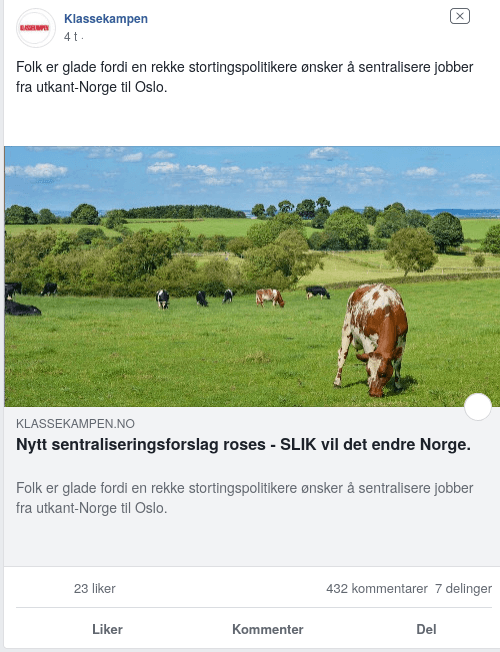 KLASSEKAMPEN
Klassekampen
4 t ·
Folk er glade fordi en rekke stortingspolitikere ønsker å sentralisere jobber
fra utkant-Norge til Oslo.
KLASSEKAMPEN.NO
Nytt sentraliseringsforslag roses - SLIK vil det endre Norge.
Folk er glade fordi en rekke stortingspolitikere ønsker å sentralisere jobber
fra utkant-Norge til Oslo.
23 liker 432 kommentarer 7 delinger
Liker Kommenter Del